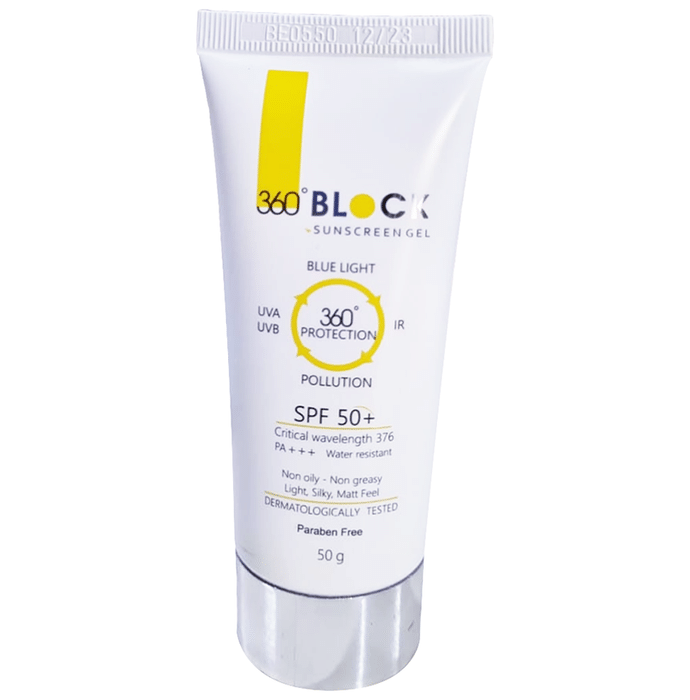 BE0550 12/23
360° BLOCK
SUNSCREEN GEL
BLUE LIGHT
UVA
UVB
360°
PROTECTION
IR
POLLUTION
SPF 50+
Critical wavelength 376
PA+++ Water resistant
Non oily - Non greasy
Light, Silky, Matt Feel
DERMATOLOGICALLY TESTED
Paraben Free
50 g